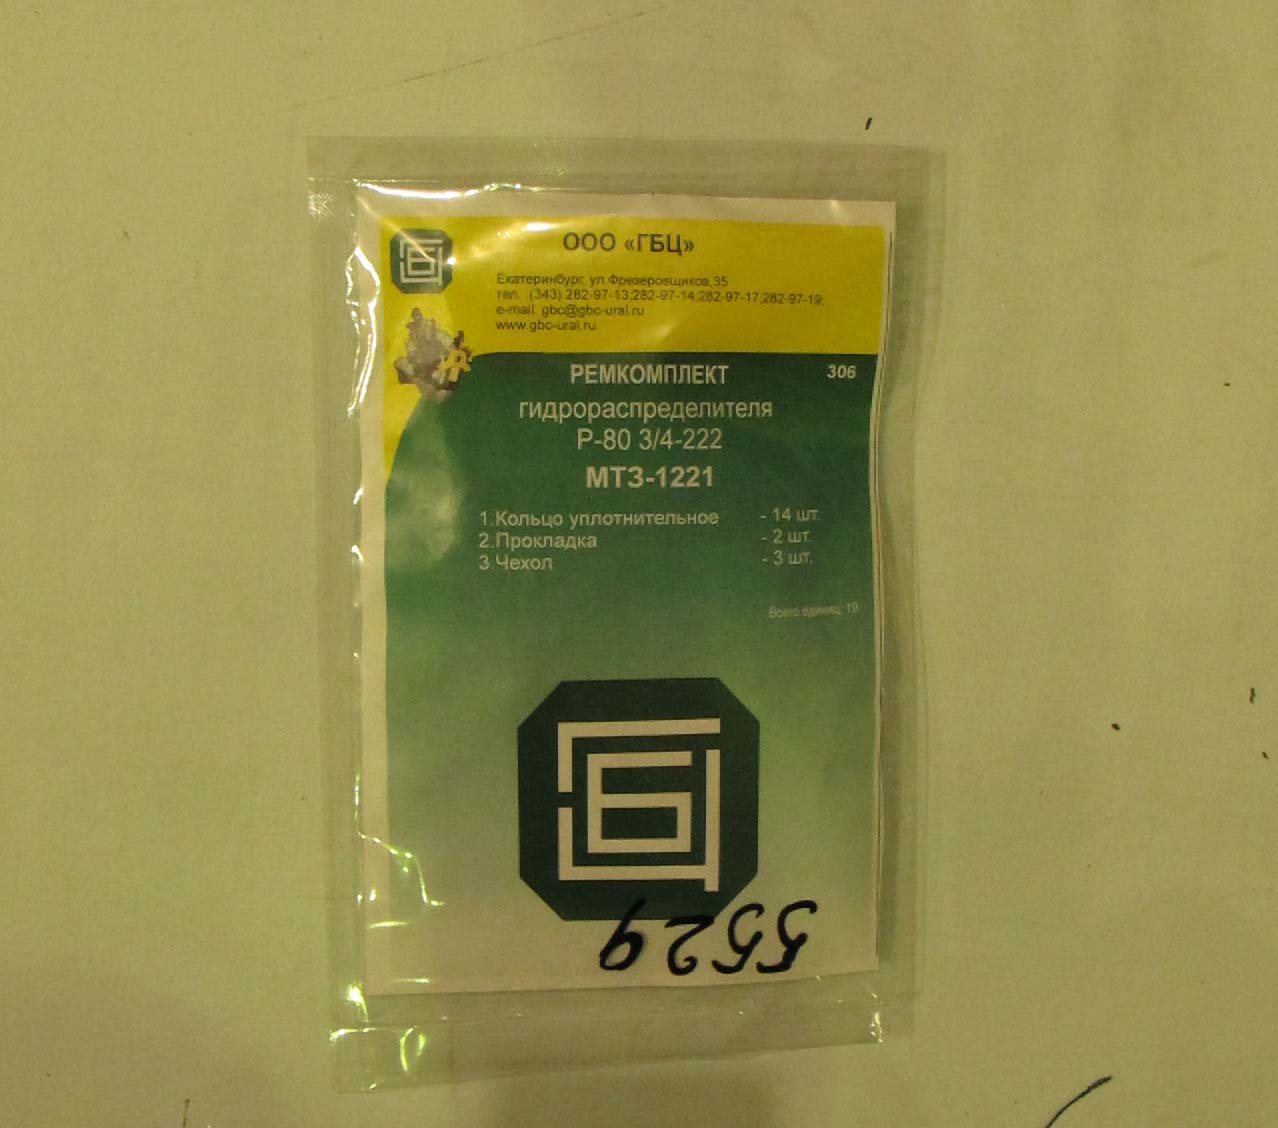 ГБЦ
ООО «ГБЦ»
Екатеринбург, ул.Фрезеровщиков,35
тел. (343) 282-97-13;282-97-14;282-97-17;282-97-19;
e-mail: gbc@gbc-ural.ru
www.gbc-ural.ru
РЕМКОМПЛЕКТ 306
гидрораспределителя
Р-80 3/4-222
МТЗ-1221
1.Кольцо уплотнительное - 14 шт.
2.Прокладка - 2 шт.
3.Чехол - 3 шт.
Всего единиц: 19
ГБЦ
5529